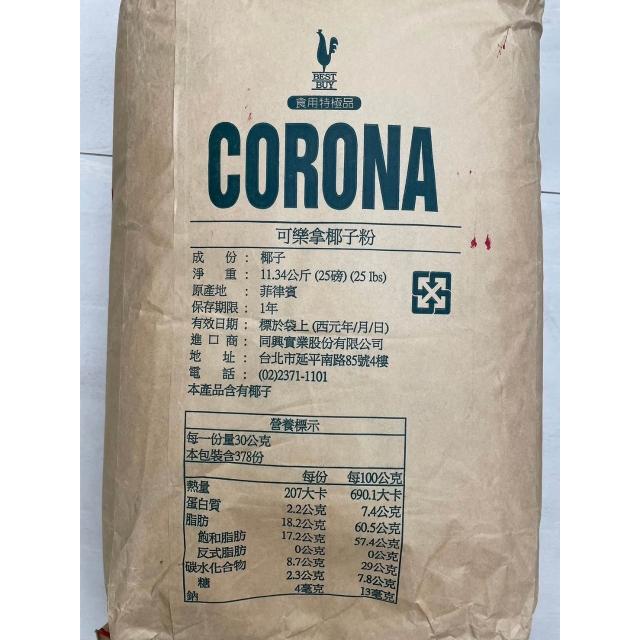 BEST
BUY
食用特極品
CORONA
可樂拿椰子粉
成份：椰子
淨重：11.34公斤 (25磅) (25 lbs)
原產地：菲律賓
保存期限：1年
有效日期：標於袋上 (西元年/月/日)
進口商：同興實業股份有限公司
地址：台北市延平南路85號4樓
電話：(02)2371-1101
本產品含有椰子
營養標示
每一份量30公克
本包裝含378份
每份 每100公克
熱量 207大卡 690.1大卡
蛋白質 2.2公克 7.4公克
脂肪 18.2公克 60.5公克
飽和脂肪 17.2公克 57.4公克
反式脂肪 0公克 0公克
碳水化合物 8.7公克 29公克
糖 2.3公克 7.8公克
鈉 4毫克 13毫克